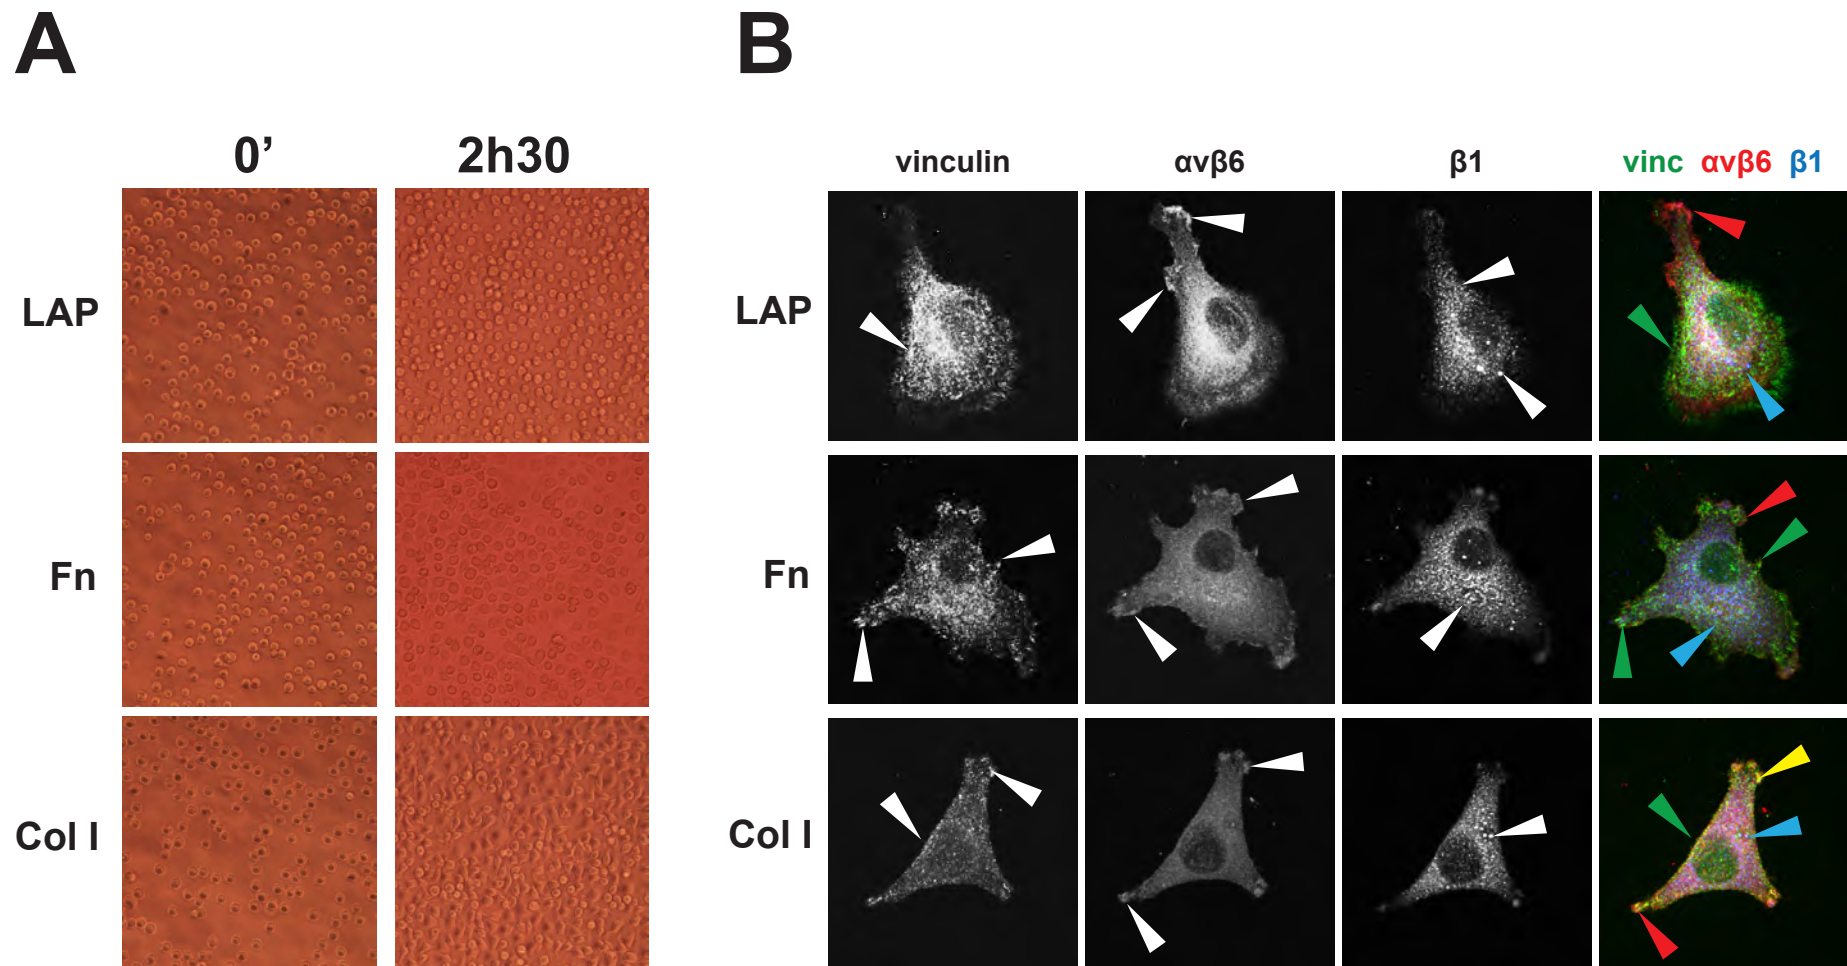 A
B
0’ 2h30
vinculin αvβ6 β1 vinc αvβ6 β1
LAP
LAP
Fn
Fn
Col I
Col I